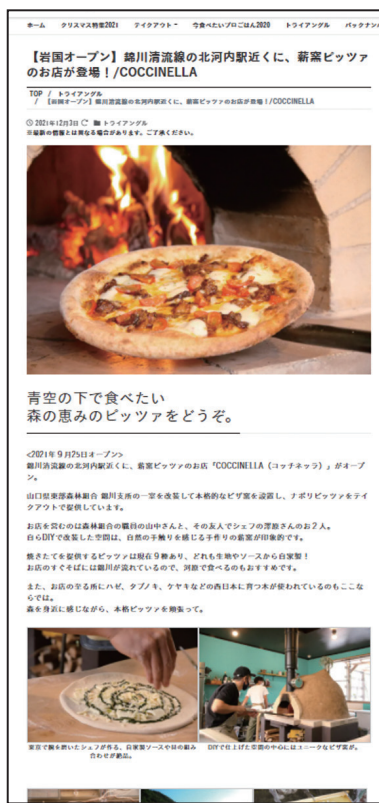 ホーム クリスマス特集2021 テイクアウト 今食べたいプロごはん2020 トライアングル バックナン
【岩国オープン】錦川清流線の北河内駅近くに、薪窯ピッツァ
のお店が登場！/COCCINELLA
TOP / トライアングル
/ 【岩国オープン】錦川清流線の北河内駅近くに、薪窯ピッツァのお店が登場！/COCCINELLA
2021年12月3日 トライアングル
※最新の情報とは異なる場合があります。ご了承ください。
青空の下で食べたい
森の恵みのピッツァをどうぞ。
<2021年9月25日オープン>
錦川清流線の北河内駅近くに、薪窯ピッツァのお店「COCCINELLA（コッチネッラ）」がオープ
ン。
山口県東部森林組合 錦川支所の一室を改装して本格的なピザ窯を設置し、ナポリピッツァをテイ
クアウトで提供しています。
お店を営むのは森林組合の職員の山中さんと、その友人でシェフの澤原さんのお２人。
自らDIYで改装した空間は、自然の手触りを感じる手作りの薪窯が印象的です。
焼きたてを提供するピッツァは現在９種あり、どれも生地やソースから自家製！
お店のすぐそばには錦川が流れているので、河原で食べるのもおすすめです。
また、お店の至る所にハゼ、タブノキ、ケヤキなどの西日本に育つ木が使われているのもここな
らでは。
森を身近に感じながら、本格ピッツァを頬張って。
東京で腕を磨いたシェフが作る、自家製ソースや具の組み
合わせが絶品。
DIYで仕上げた空間の中心にはユニークなピザ窯が。